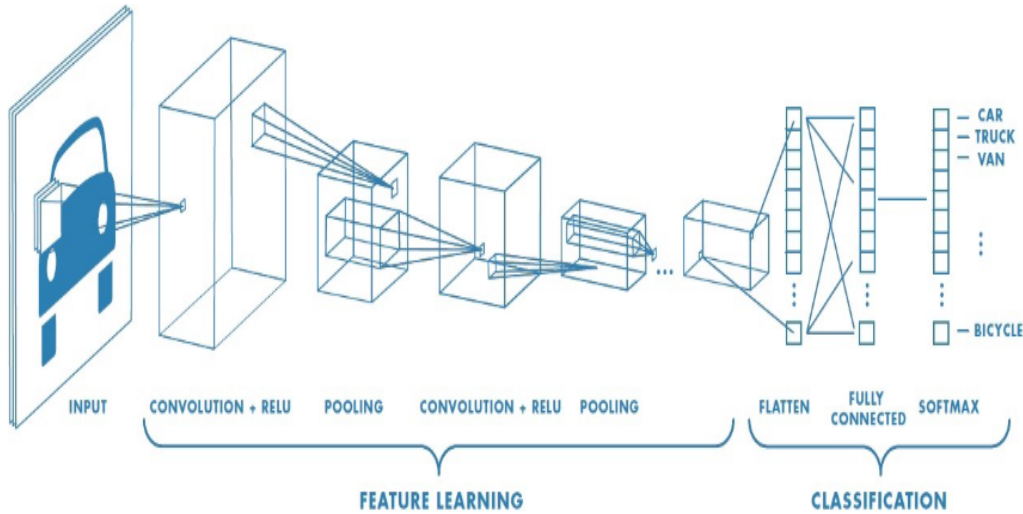 CAR
TRUCK
VAN
BICYCLE
INPUT
CONVOLUTION + RELU
POOLING
CONVOLUTION + RELU
POOLING
FLATTEN
FULLY
CONNECTED
SOFTMAX
FEATURE LEARNING
CLASSIFICATION